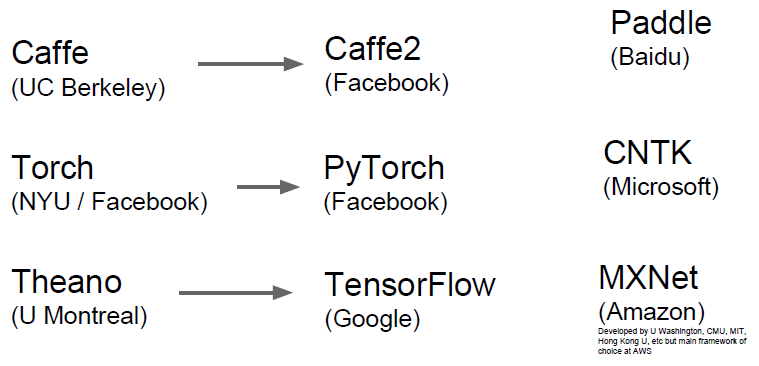 Caffe
(UC Berkeley)
Caffe2
(Facebook)
Paddle
(Baidu)
Torch
(NYU / Facebook)
PyTorch
(Facebook)
CNTK
(Microsoft)
Theano
(U Montreal)
TensorFlow
(Google)
MXNet
(Amazon)
Developed by U Washington, CMU, MIT,
Hong Kong U, etc but main framework of
choice at AWS